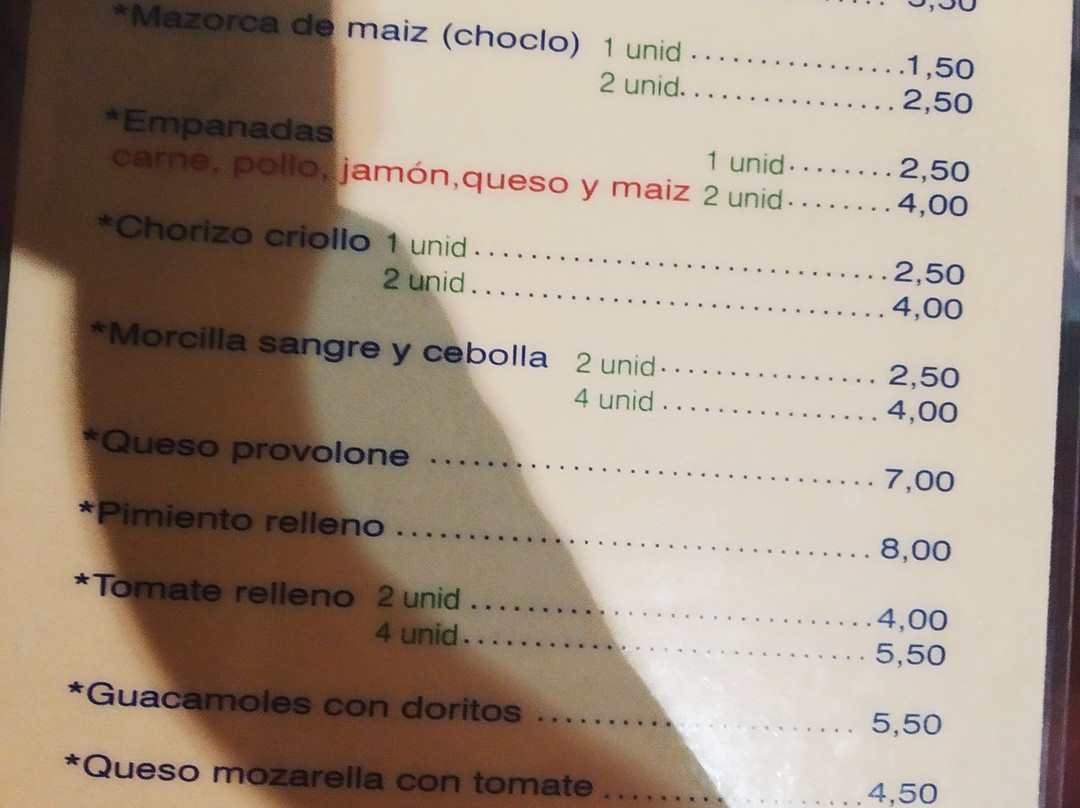 *Mazorca de maiz (choclo) 1 unid ................1,50
2 unid................ 2,50
*Empanadas 1 unid........ 2,50
carne, pollo, jamón,queso y maiz 2 unid........ 4,00
*Chorizo criollo 1 unid .............................. 2,50
2 unid .............................. 4,00
*Morcilla sangre y cebolla 2 unid ................ 2,50
4 unid ................ 4,00
*Queso provolone ................................ 7,00
*Pimiento relleno .................................. 8,00
*Tomate relleno 2 unid ............................. 4,00
4 unid ............................. 5,50
*Guacamoles con doritos ....................... 5,50
*Queso mozarella con tomate .................. 4,50